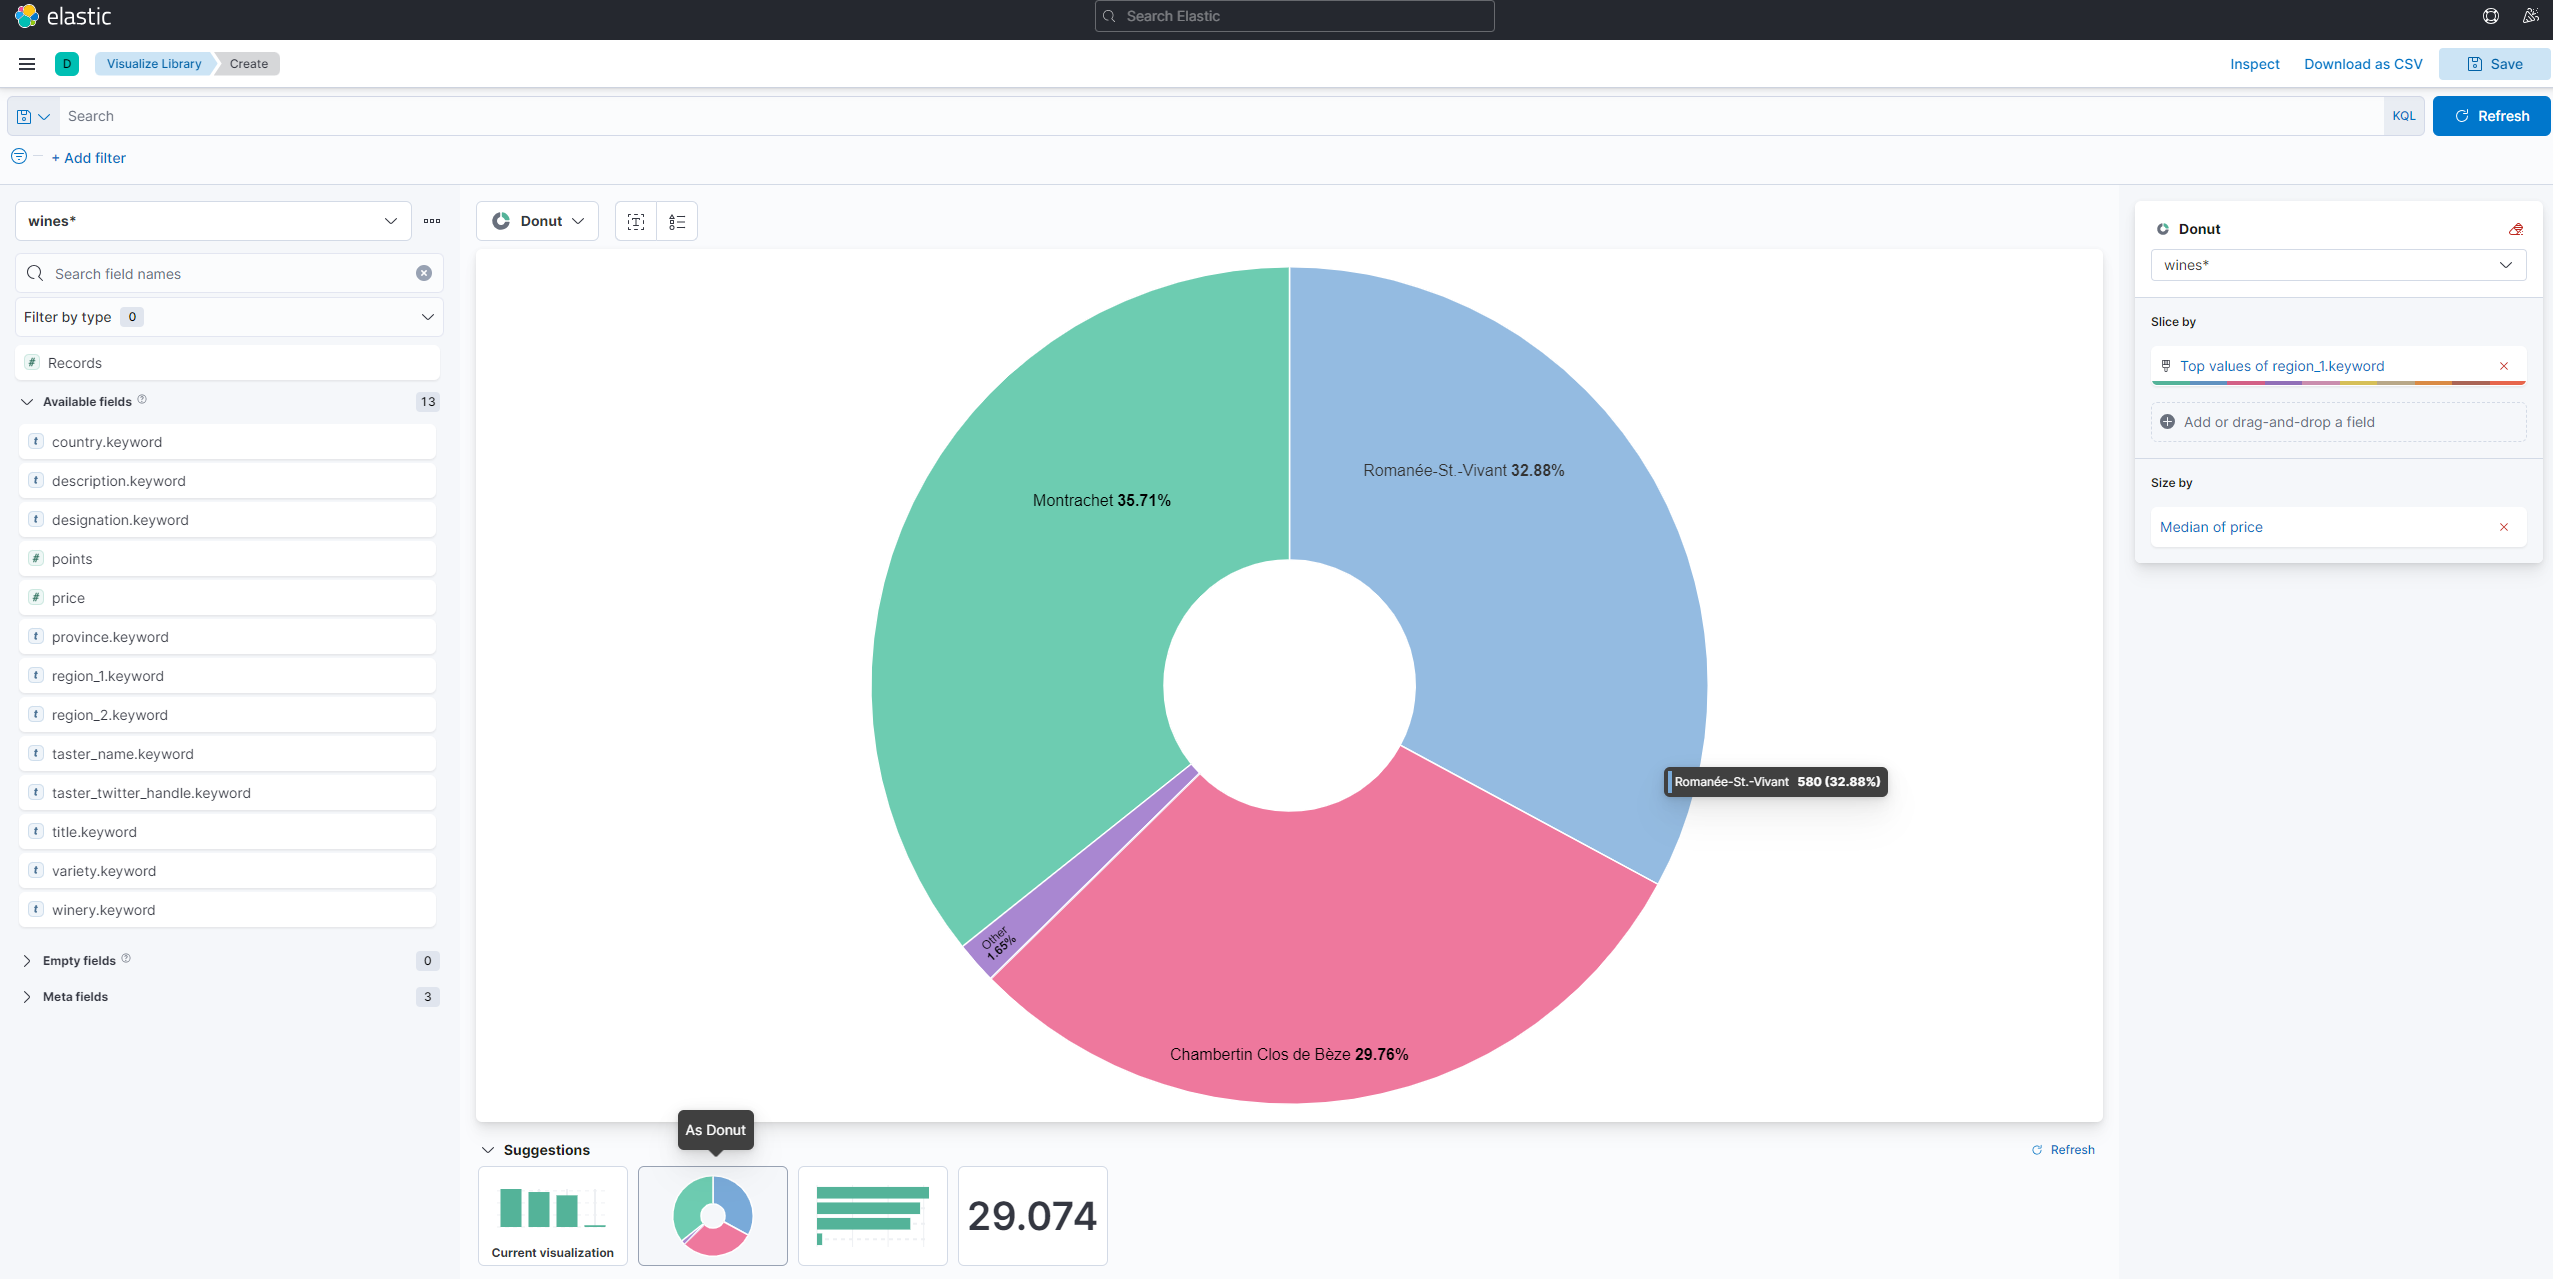 elastic
Search Elastic
D
Visualize Library
Create
Inspect
Download as CSV
Save
Search
KQL
Refresh
+ Add filter
wines*
Search field names
Filter by type 0
# Records
Available fields 13
t country.keyword
t description.keyword
t designation.keyword
# points
# price
t province.keyword
t region_1.keyword
t region_2.keyword
t taster_name.keyword
t taster_twitter_handle.keyword
t title.keyword
t variety.keyword
t winery.keyword
Empty fields 0
Meta fields 3
Donut
Romanée-St.-Vivant 32.88%
Montrachet 35.71%
Romanée-St.-Vivant 580 (32.88%)
Other
1.65%
Chambertin Clos de Bèze 29.76%
As Donut
Suggestions
Refresh
Current visualization
29.074
Donut
wines*
Slice by
Top values of region_1.keyword
Add or drag-and-drop a field
Size by
Median of price